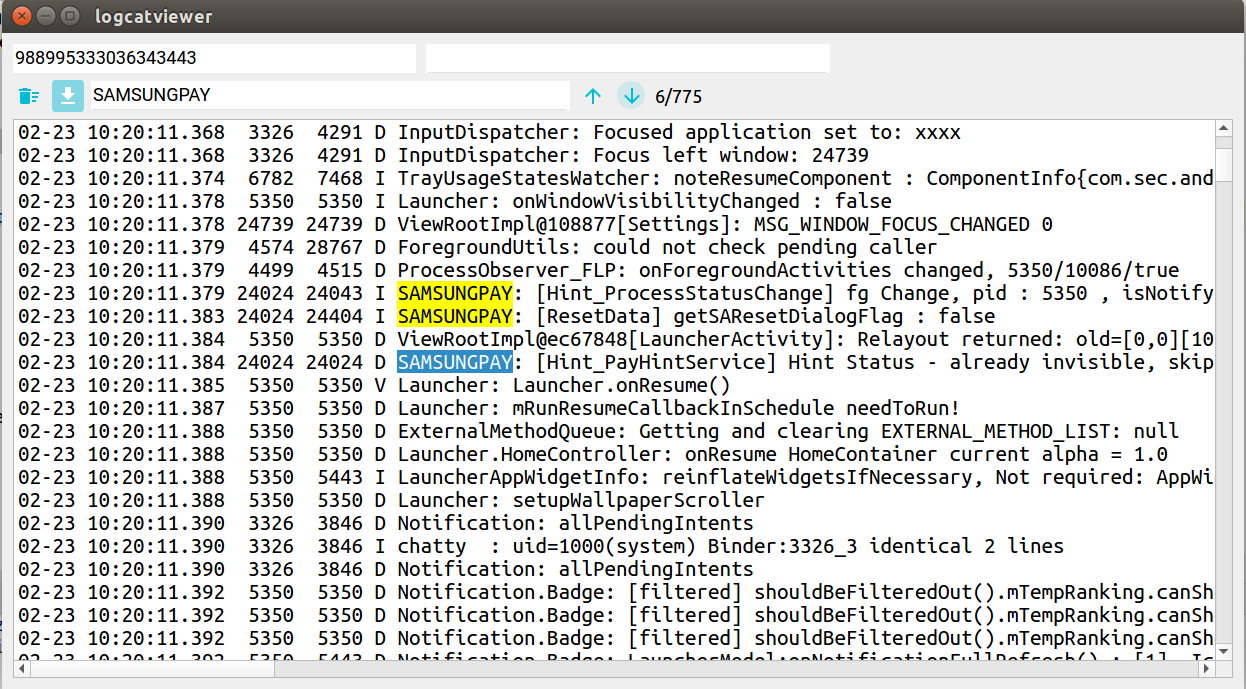 logcatviewer
988995333036343443
SAMSUNGPAY
6/775
02-23 10:20:11.368 3326 4291 D InputDispatcher: Focused application set to: xxxx
02-23 10:20:11.368 3326 4291 D InputDispatcher: Focus left window: 24739
02-23 10:20:11.374 6782 7468 I TrayUsageStatesWatcher: noteResumeComponent : ComponentInfo{com.sec.and
02-23 10:20:11.378 5350 5350 I Launcher: onWindowVisibilityChanged : false
02-23 10:20:11.378 24739 24739 D ViewRootImpl@108877[Settings]: MSG_WINDOW_FOCUS_CHANGED 0
02-23 10:20:11.379 4574 28767 D ForegroundUtils: could not check pending caller
02-23 10:20:11.379 4499 4515 D ProcessObserver_FLP: onForegroundActivities changed, 5350/10086/true
02-23 10:20:11.379 24024 24043 I SAMSUNGPAY: [Hint_ProcessStatusChange] fg Change, pid : 5350 , isNotify
02-23 10:20:11.383 24024 24404 I SAMSUNGPAY: [ResetData] getSAResetDialogFlag : false
02-23 10:20:11.384 5350 5350 D ViewRootImpl@ec67848[LauncherActivity]: Relayout returned: old=[0,0][10
02-23 10:20:11.384 24024 24024 D SAMSUNGPAY: [Hint_PayHintService] Hint Status - already invisible, skip
02-23 10:20:11.385 5350 5350 V Launcher: Launcher.onResume()
02-23 10:20:11.387 5350 5350 D Launcher: mRunResumeCallbackInSchedule needToRun!
02-23 10:20:11.388 5350 5350 D ExternalMethodQueue: Getting and clearing EXTERNAL_METHOD_LIST: null
02-23 10:20:11.388 5350 5350 D Launcher.HomeController: onResume HomeContainer current alpha = 1.0
02-23 10:20:11.388 5350 5443 I LauncherAppWidgetInfo: reinflateWidgetsIfNecessary, Not required: AppWi
02-23 10:20:11.388 5350 5350 D Launcher: setupWallpaperScroller
02-23 10:20:11.390 3326 3846 D Notification: allPendingIntents
02-23 10:20:11.390 3326 3846 I chatty : uid=1000(system) Binder:3326_3 identical 2 lines
02-23 10:20:11.390 3326 3846 D Notification: allPendingIntents
02-23 10:20:11.392 5350 5350 D Notification.Badge: [filtered] shouldBeFilteredOut().mTempRanking.canSh
02-23 10:20:11.392 5350 5350 D Notification.Badge: [filtered] shouldBeFilteredOut().mTempRanking.canSh
02-23 10:20:11.392 5350 5350 D Notification.Badge: [filtered] shouldBeFilteredOut().mTempRanking.canSh
02-23 10:20:11.392 5350 5443 D Notification.Badge: LauncherModel:onNotificationFullRefresh() : [1]